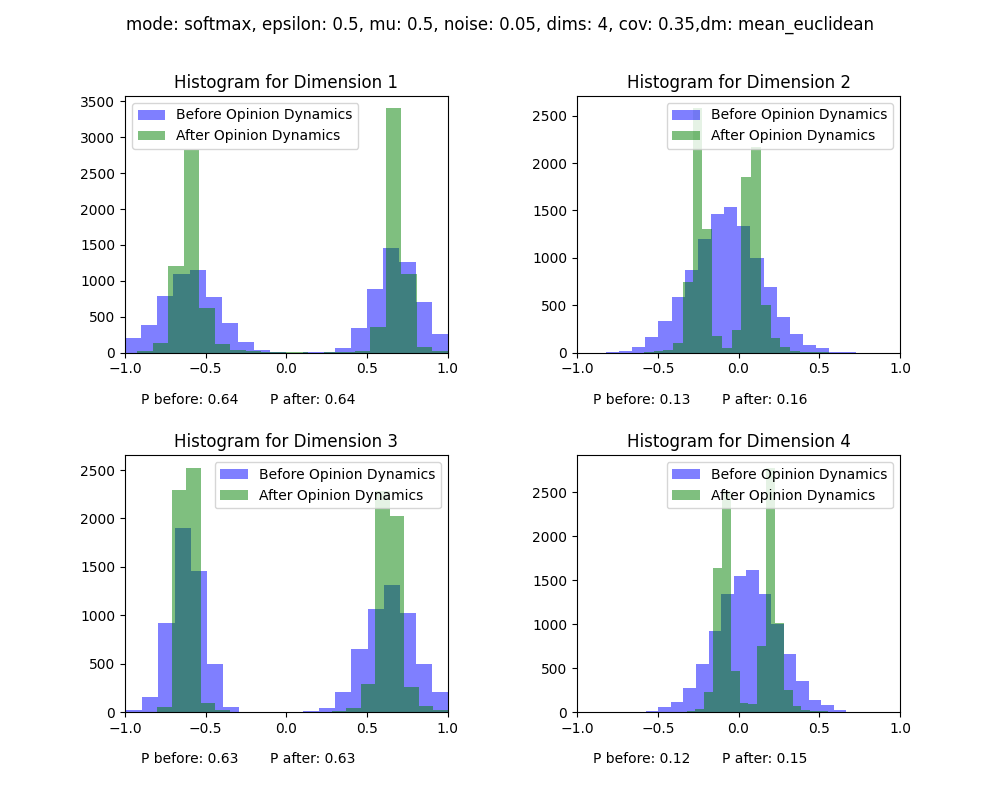 mode: softmax, epsilon: 0.5, mu: 0.5, noise: 0.05, dims: 4, cov: 0.35,dm: mean_euclidean
Histogram for Dimension 1
Before Opinion Dynamics
After Opinion Dynamics
3500
3000
2500
2000
1500
1000
500
0
−1.0 −0.5 0.0 0.5 1.0
P before: 0.64 P after: 0.64
Histogram for Dimension 2
Before Opinion Dynamics
After Opinion Dynamics
2500
2000
1500
1000
500
0
−1.0 −0.5 0.0 0.5 1.0
P before: 0.13 P after: 0.16
Histogram for Dimension 3
Before Opinion Dynamics
After Opinion Dynamics
2500
2000
1500
1000
500
0
−1.0 −0.5 0.0 0.5 1.0
P before: 0.63 P after: 0.63
Histogram for Dimension 4
Before Opinion Dynamics
After Opinion Dynamics
2500
2000
1500
1000
500
0
−1.0 −0.5 0.0 0.5 1.0
P before: 0.12 P after: 0.15